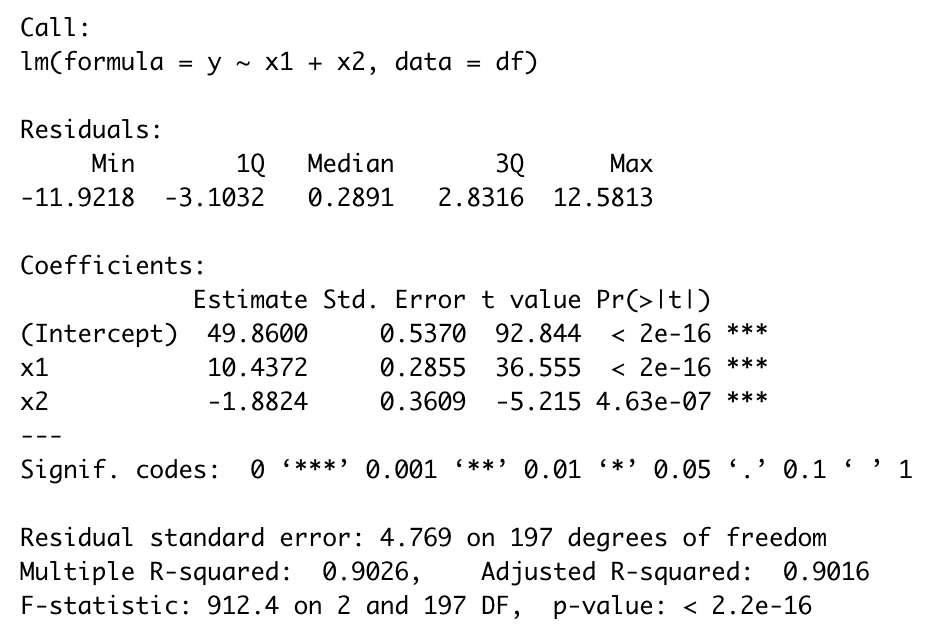 Call:
lm(formula = y ~ x1 + x2, data = df)
Residuals:
     Min       1Q   Median       3Q      Max
-11.9218  -3.1032   0.2891   2.8316  12.5813
Coefficients:
            Estimate Std. Error t value Pr(>|t|)
(Intercept)  49.8600     0.5370  92.844  < 2e-16 ***
x1           10.4372     0.2855  36.555  < 2e-16 ***
x2           -1.8824     0.3609  -5.215 4.63e-07 ***
---
Signif. codes:  0 ‘***’ 0.001 ‘**’ 0.01 ‘*’ 0.05 ‘.’ 0.1 ‘ ’ 1
Residual standard error: 4.769 on 197 degrees of freedom
Multiple R-squared:  0.9026,    Adjusted R-squared:  0.9016
F-statistic: 912.4 on 2 and 197 DF,  p-value: < 2.2e-16